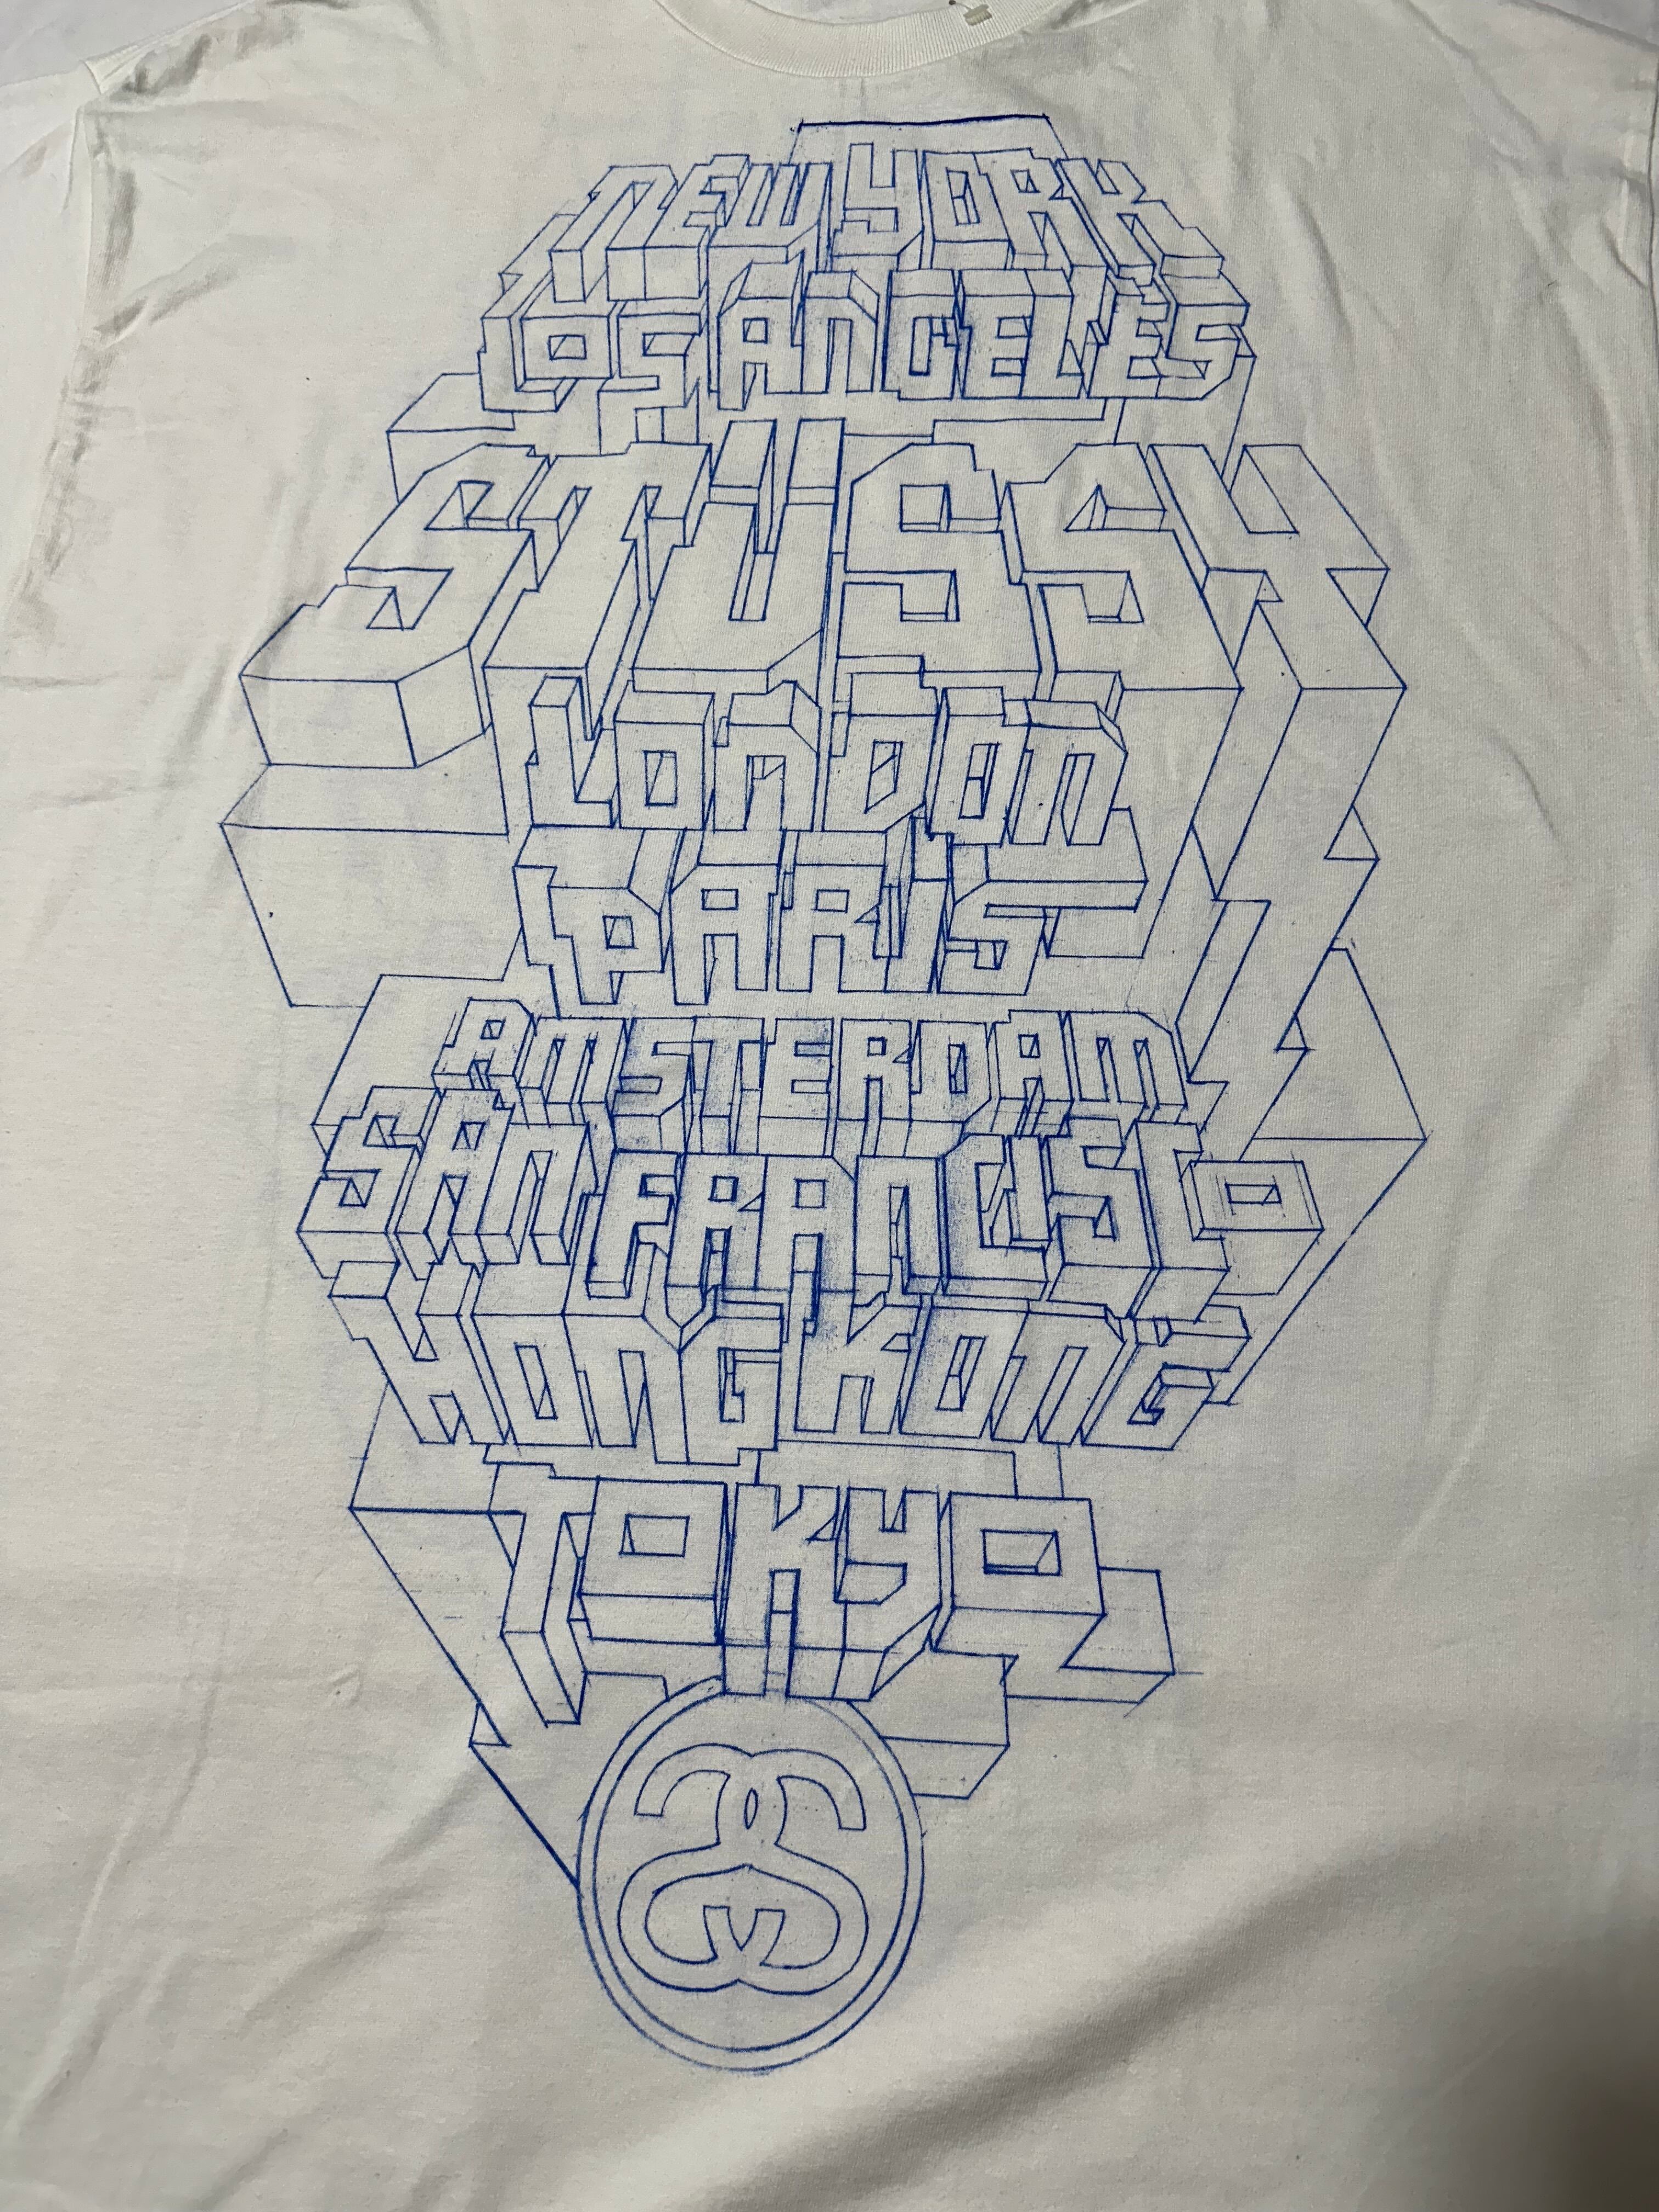 NEW YORK
LOS ANGELES
STUSSY
LONDON
PARIS
AMSTERDAM
SAN FRANCISCO
HONG KONG
TOKYO